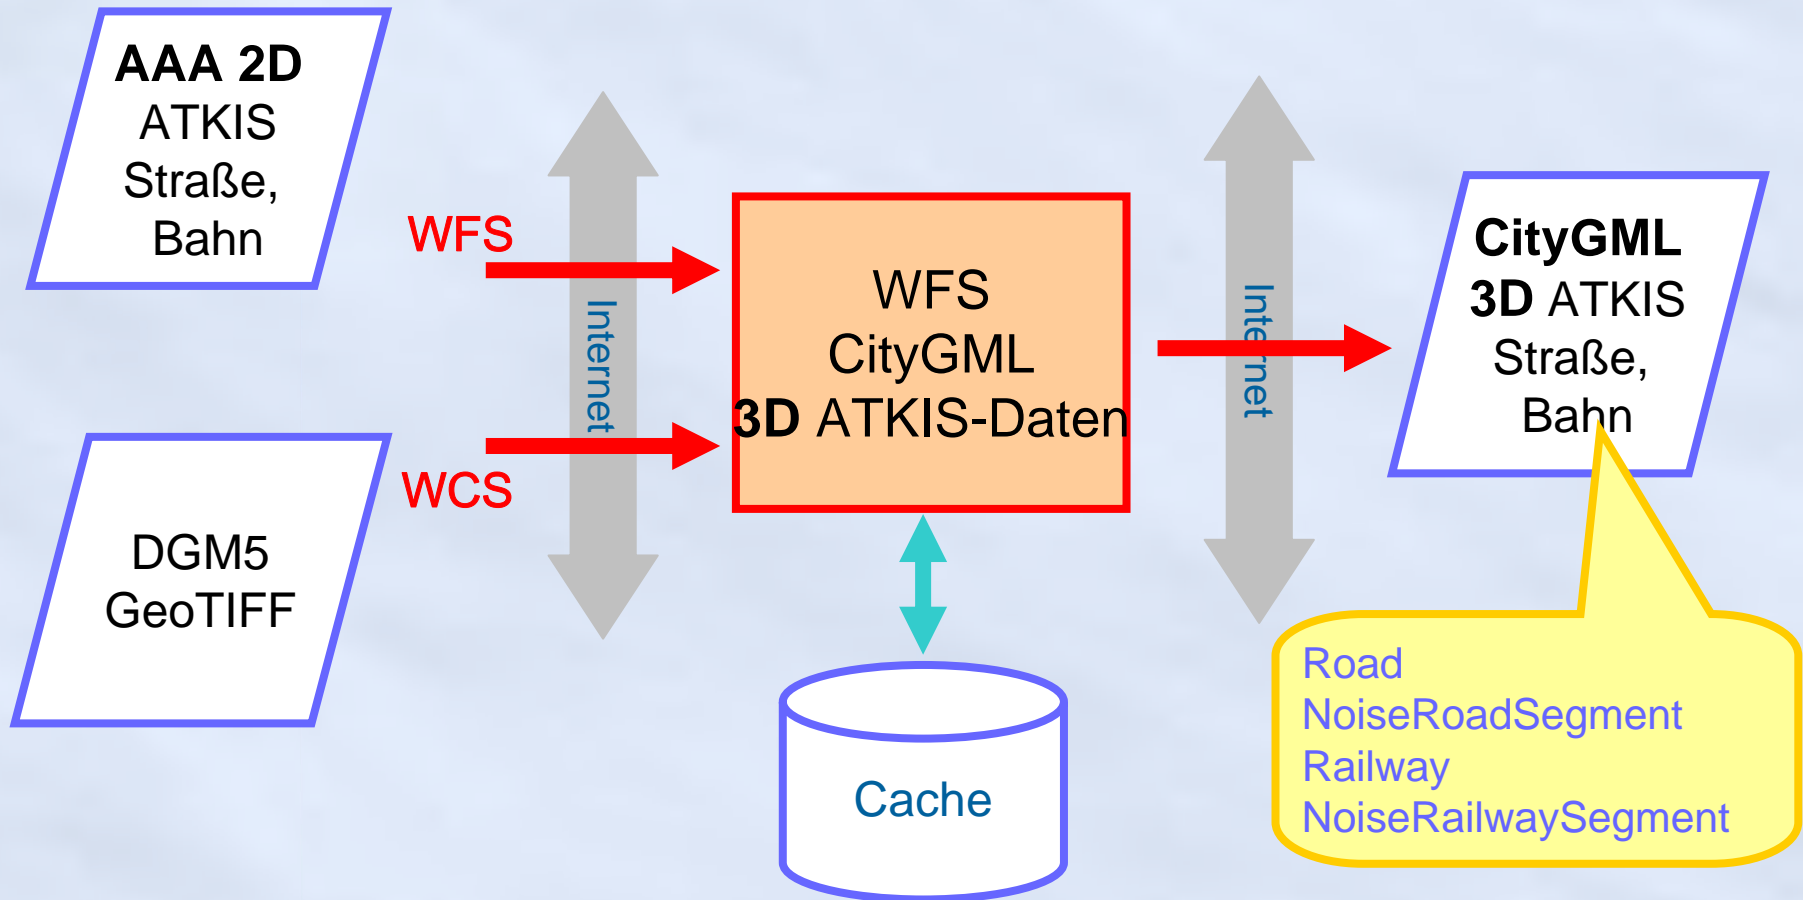 AAA 2D
ATKIS
Straße,
Bahn
DGM5
GeoTIFF
WFS
WCS
Internet
WFS
CityGML
3D ATKIS-Daten
Cache
Internet
CityGML
3D ATKIS
Straße,
Bahn
Road
NoiseRoadSegment
Railway
NoiseRailwaySegment